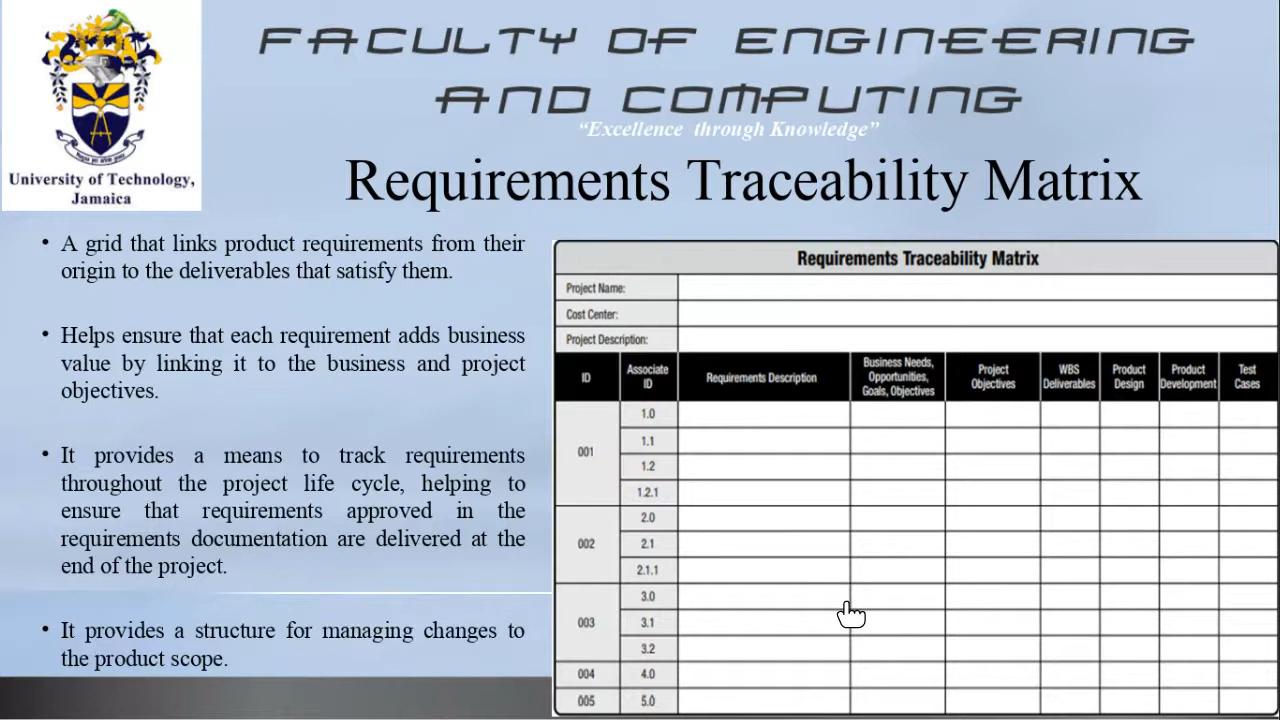 FACULTY OF ENGINEERING
AND COMPUTING
“Excellence through Knowledge”
University of Technology,
Jamaica
Requirements Traceability Matrix
• A grid that links product requirements from their
origin to the deliverables that satisfy them.
• Helps ensure that each requirement adds business
value by linking it to the business and project
objectives.
• It provides a means to track requirements
throughout the project life cycle, helping to
ensure that requirements approved in the
requirements documentation are delivered at the
end of the project.
• It provides a structure for managing changes to
the product scope.
Requirements Traceability Matrix
Project Name:
Cost Center:
Project Description:
ID Associate ID Requirements Description Business Needs, Opportunities, Goals, Objectives Project Objectives WBS Deliverables Product Design Product Development Test Cases
001 1.0
1.1
1.2
1.2.1
002 2.0
2.1
2.1.1
003 3.0
3.1
3.2
004 4.0
005 5.0